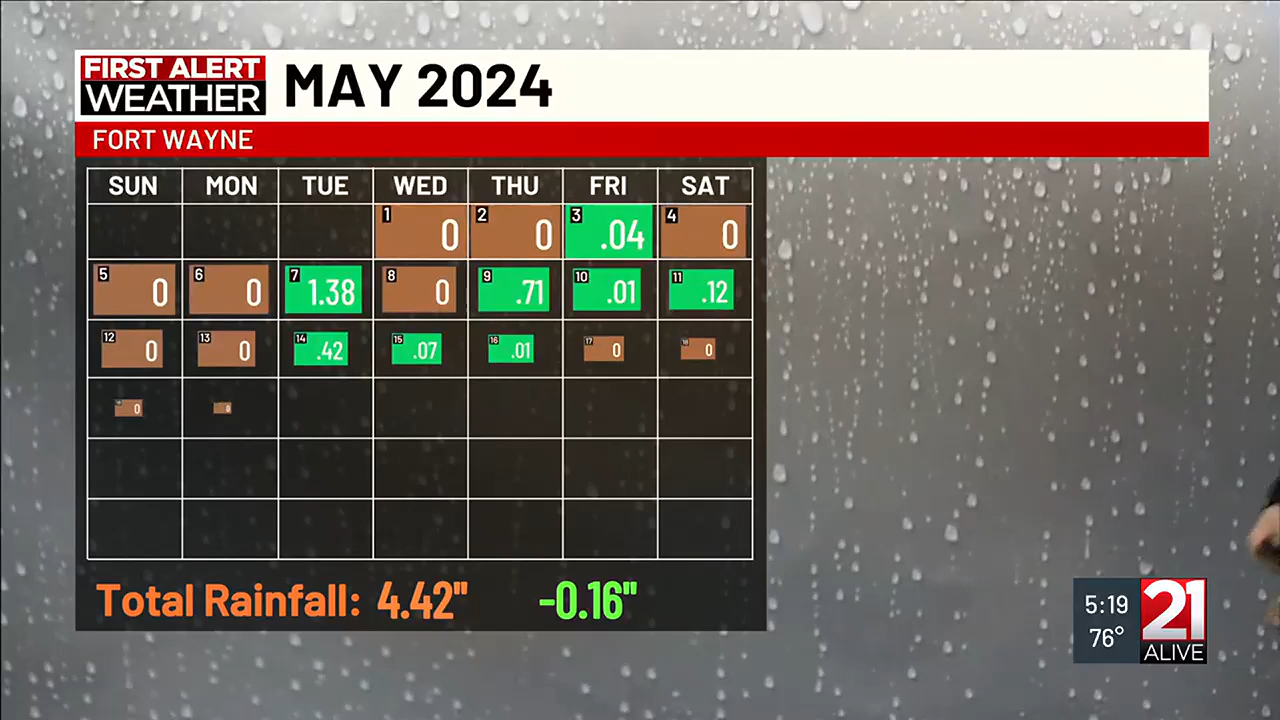 FIRST ALERT
WEATHER
MAY 2024
FORT WAYNE
SUN MON TUE WED THU FRI SAT
1 0 2 0 3 .04 4 0
5 0 6 0 7 1.38 8 0 9 .71 10 .01 11 .12
12 0 13 0 14 .42 15 .07 16 .01 17 0 18 0
0 0
Total Rainfall: 4.42" -0.16"
5:19
76°
21
ALIVE